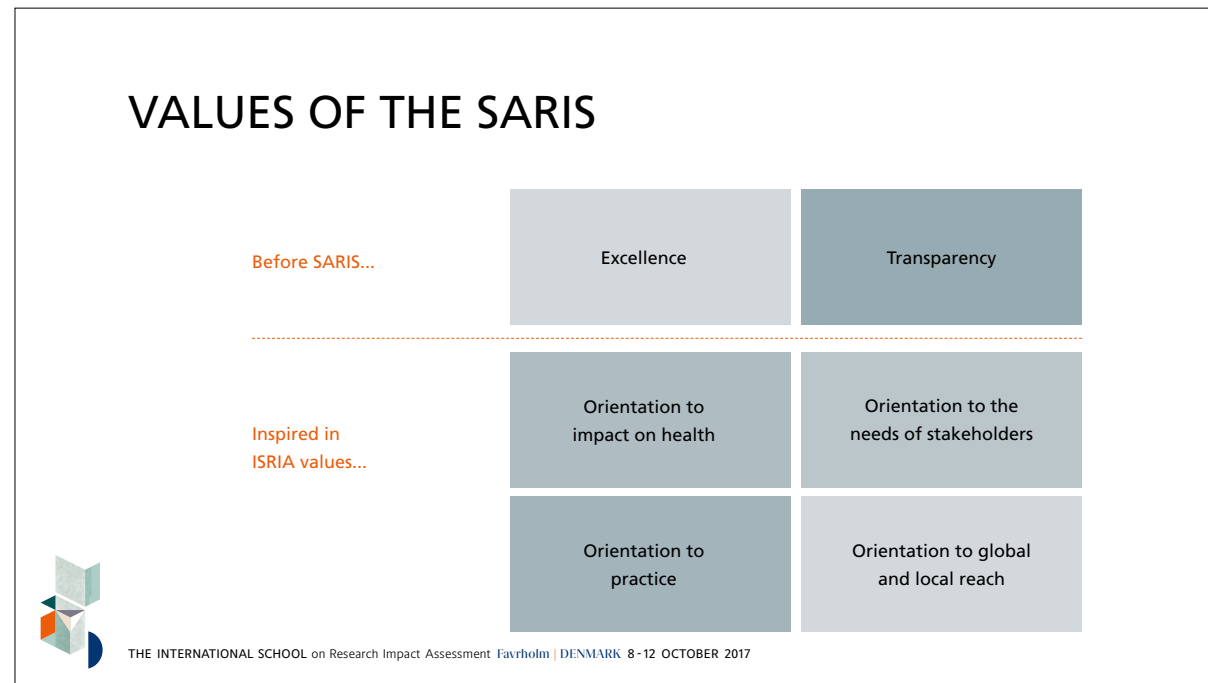 VALUES OF THE SARIS
Before SARIS...
Excellence
Transparency
Inspired in
ISRIA values...
Orientation to
impact on health
Orientation to the
needs of stakeholders
Orientation to
practice
Orientation to global
and local reach
THE INTERNATIONAL SCHOOL on Research Impact Assessment Favrholm | DENMARK 8-12 OCTOBER 2017